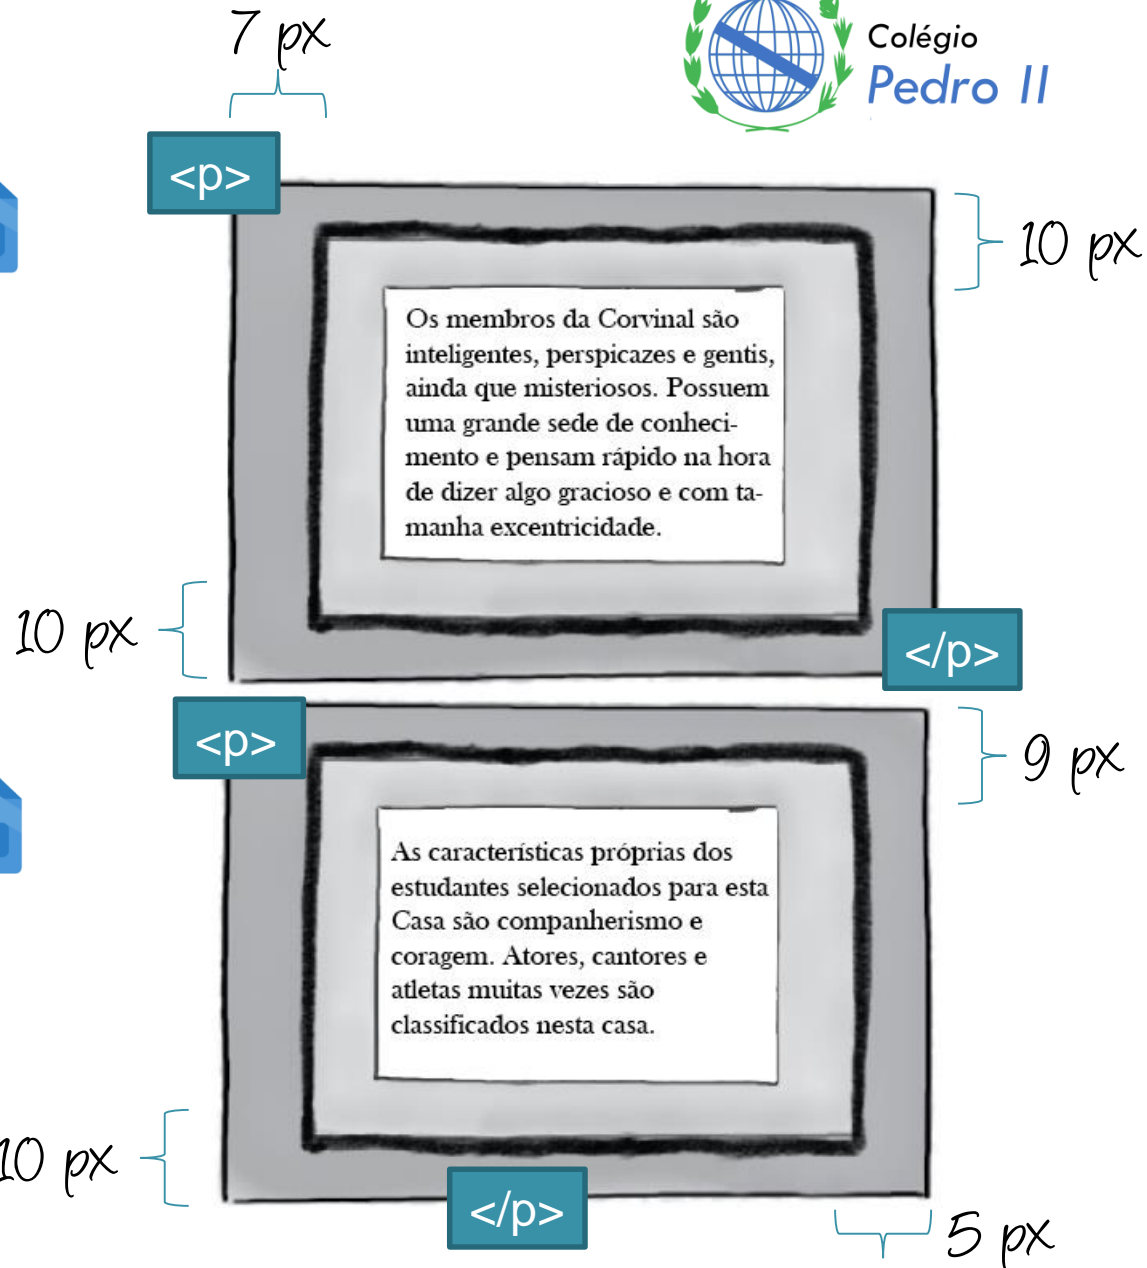 7 px
Colégio
Pedro II
<p>
10 px
Os membros da Corvinal são
inteligentes, perspicazes e gentis,
ainda que misteriosos. Possuem
uma grande sede de conheci-
mento e pensam rápido na hora
de dizer algo gracioso e com ta-
manha excentricidade.
10 px
</p>
<p>
9 px
As características próprias dos
estudantes selecionados para esta
Casa são companherismo e
coragem. Atores, cantores e
atletas muitas vezes são
classificados nesta casa.
10 px
</p>
5 px